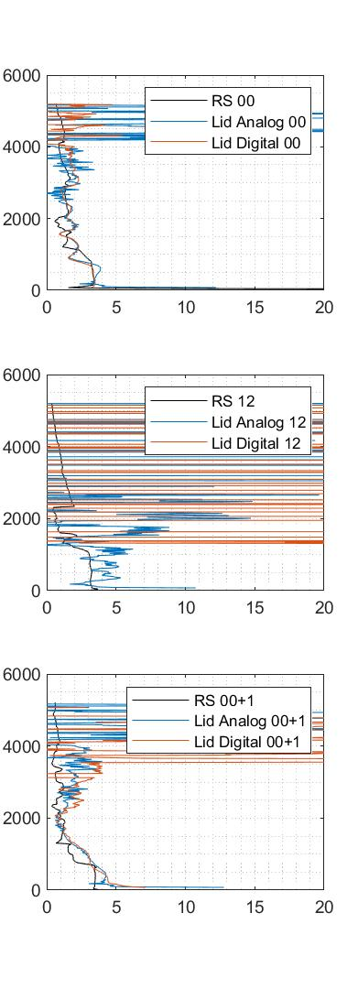 6000
RS 00
Lid Analog 00
Lid Digital 00
4000
2000
0
0 5 10 15 20
6000
RS 12
Lid Analog 12
Lid Digital 12
4000
2000
0
0 5 10 15 20
6000
RS 00+1
Lid Analog 00+1
Lid Digital 00+1
4000
2000
0
0 5 10 15 20